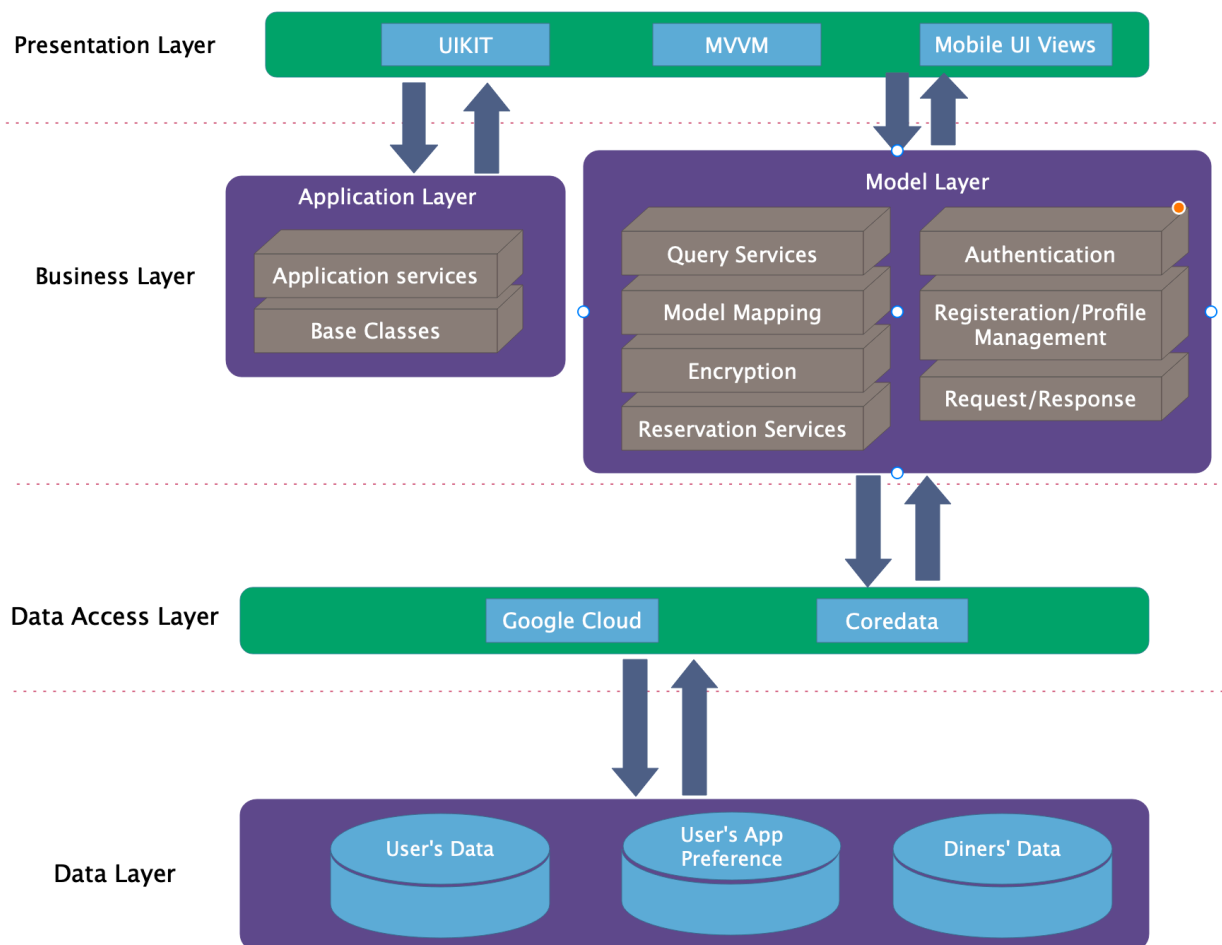 Presentation Layer
UIKIT
MVVM
Mobile UI Views
Business Layer
Application Layer
Application services
Base Classes
Model Layer
Query Services
Model Mapping
Encryption
Reservation Services
Authentication
Registeration/Profile
Management
Request/Response
Data Access Layer
Google Cloud
Coredata
Data Layer
User's Data
User's App
Preference
Diners' Data